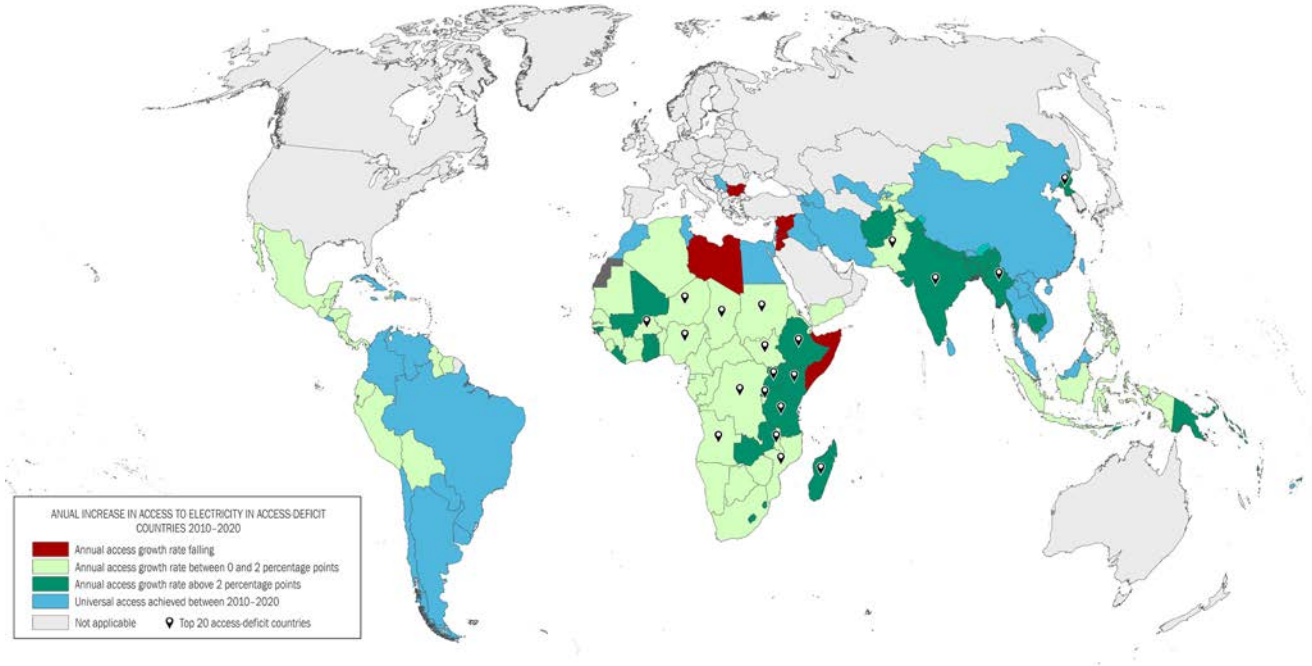 ANUAL INCREASE IN ACCESS TO ELECTRICITY IN ACCESS-DEFICIT
COUNTRIES 2010–2020
Annual access growth rate falling
Annual access growth rate between 0 and 2 percentage points
Annual access growth rate above 2 percentage points
Universal access achieved between 2010–2020
Not applicable
Top 20 access-deficit countries